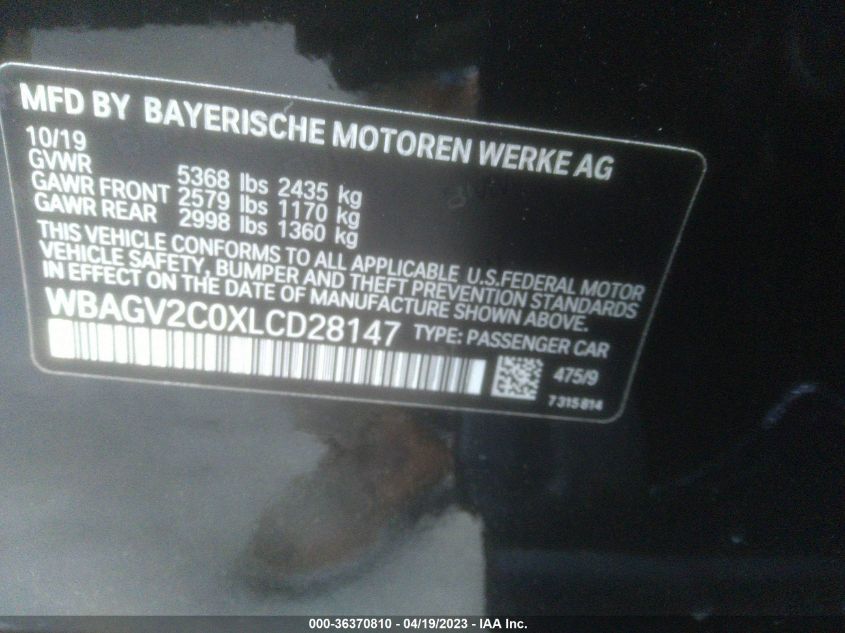 MFD BY BAYERISCHE MOTOREN WERKE AG
10/19
GVWR 5368 lbs 2435 kg
GAWR FRONT 2579 lbs 1170 kg
GAWR REAR 2998 lbs 1360 kg
THIS VEHICLE CONFORMS TO ALL APPLICABLE U.S.FEDERAL MOTOR
VEHICLE SAFETY, BUMPER AND THEFT PREVENTION STANDARDS
IN EFFECT ON THE DATE OF MANUFACTURE SHOWN ABOVE.
WBAGV2C0XLCD28147 TYPE: PASSENGER CAR
475/9
7 315 814
000-36370810 - 04/19/2023 - IAA Inc.